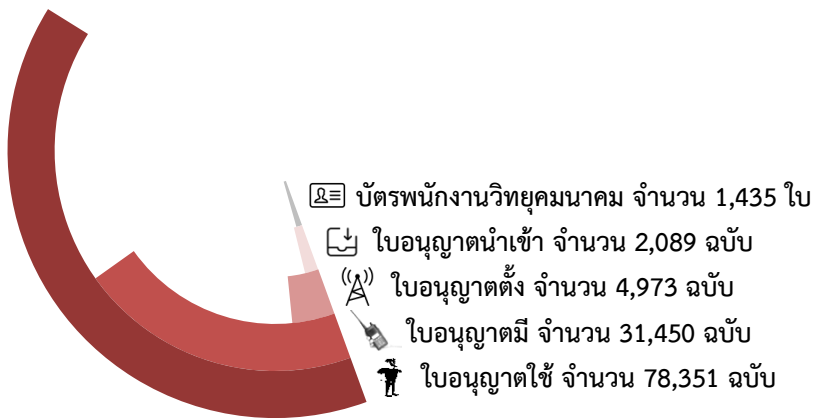 บัตรพนักงานวิทยุคมนาคม จำนวน 1,435 ใบ
ใบอนุญาตนำเข้า จำนวน 2,089 ฉบับ
ใบอนุญาตตั้ง จำนวน 4,973 ฉบับ
ใบอนุญาตมี จำนวน 31,450 ฉบับ
ใบอนุญาตใช้ จำนวน 78,351 ฉบับ